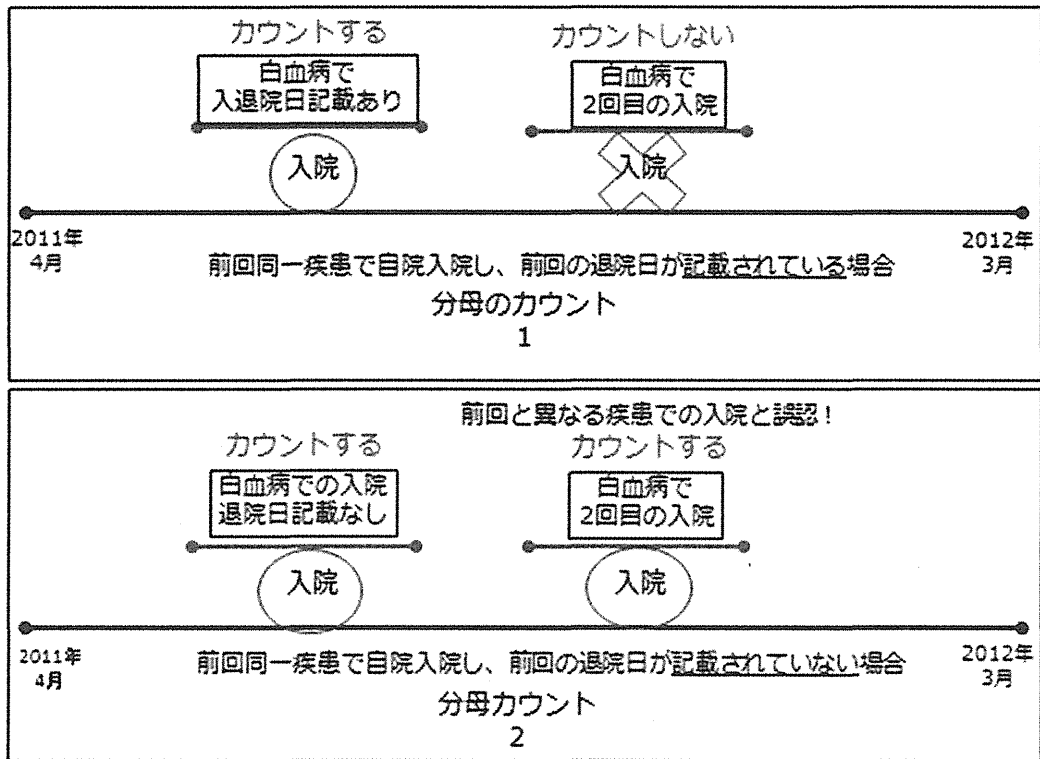 カウントする
カウントしない
白血病で
入退院日記載あり
白血病で
2回目の入院
入院
入院
2011年
4月
2012年
3月
前回同一疾患で自院入院し、前回の退院日が記載されている場合
分母のカウント
1
前回と異なる疾患での入院と誤認！
カウントする
カウントする
白血病での入院
退院日記載なし
白血病で
2回目の入院
入院
入院
2011年
4月
2012年
3月
前回同一疾患で自院入院し、前回の退院日が記載されていない場合
分母カウント
2